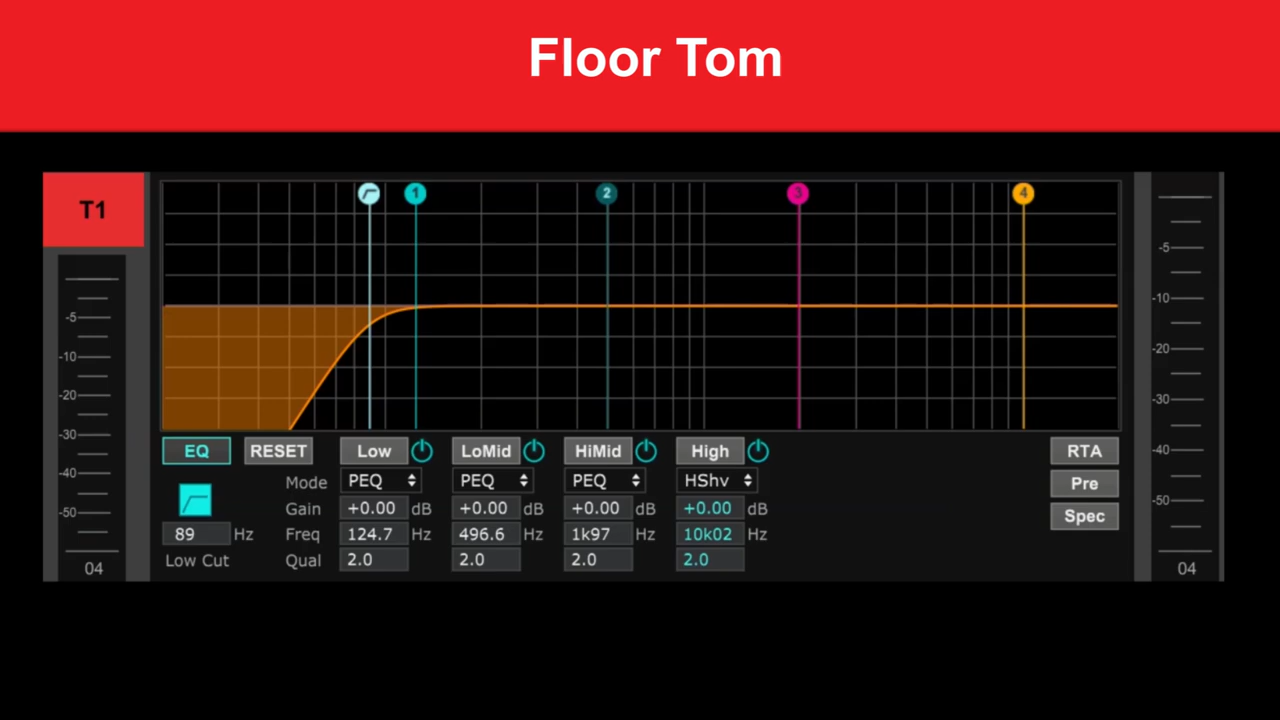 Floor Tom
T1
1 2 3 4
-5
-10
-20
-30
-40
-50
04
EQ RESET Low LoMid HiMid High RTA
Mode PEQ PEQ PEQ HShv Pre
Gain +0.00 dB +0.00 dB +0.00 dB +0.00 dB Spec
89 Hz Freq 124.7 Hz 496.6 Hz 1k97 Hz 10k02 Hz
Low Cut Qual 2.0 2.0 2.0 2.0
-5
-10
-20
-30
-40
-50
04